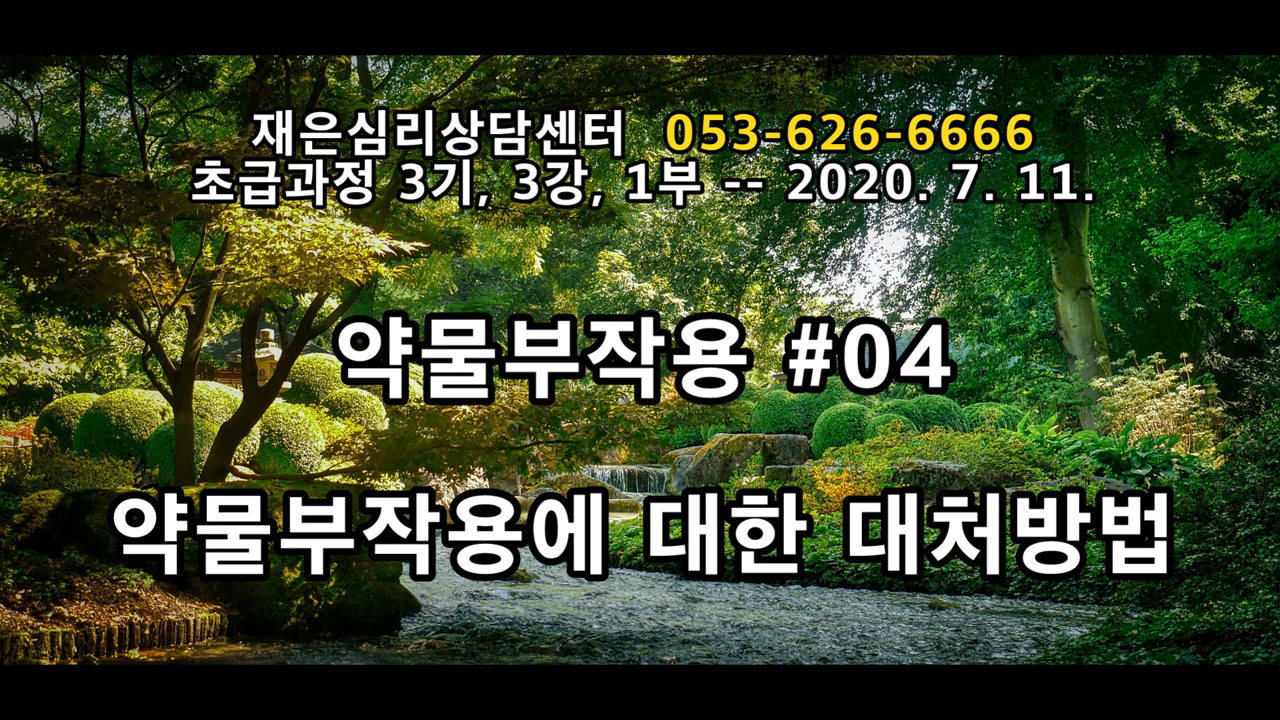 재은심리상담센터 053-626-6666
초급과정 3기, 3강, 1부 -- 2020. 7. 11.
약물부작용 #04
약물부작용에 대한 대처방법